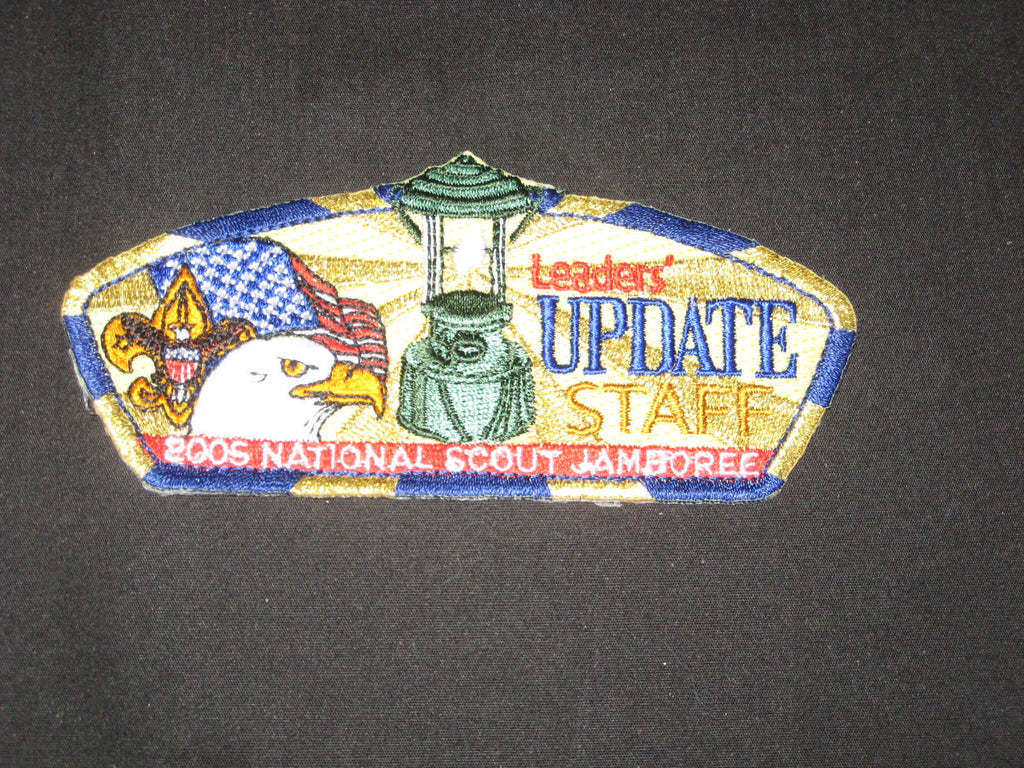 Leaders'
UPDATE
STAFF
2005 NATIONAL SCOUT JAMBOREE